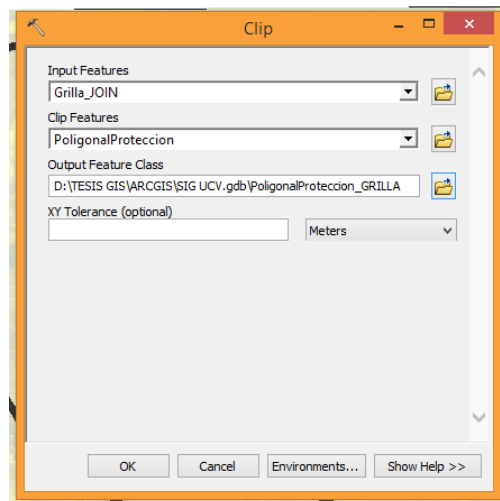 Clip
Input Features
Grilla_JOIN
Clip Features
PoligonalProteccion
Output Feature Class
D:\TESIS GIS\ARCGIS\SIG UCV.gdb\PoligonalProteccion_GRILLA
XY Tolerance (optional)
Meters
OK Cancel Environments... Show Help >>